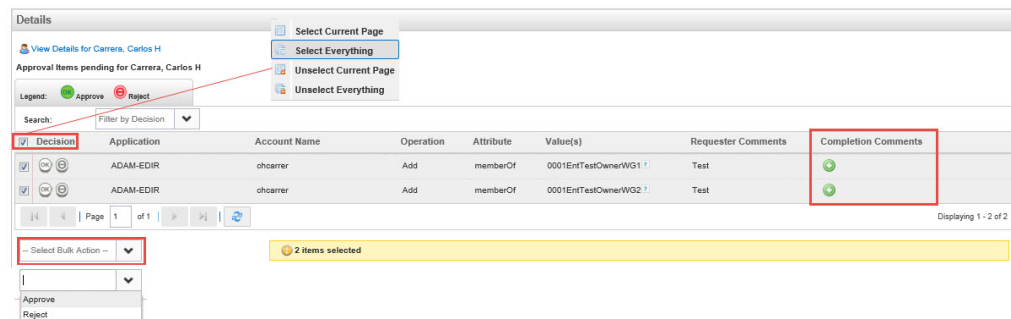 Details
Select Current Page
Select Everything
Unselect Current Page
Unselect Everything
View Details for Carrera, Carlos H
Approval Items pending for Carrera, Carlos H
Legend: OK Approve Reject
Search: Filter by Decision
Decision Application Account Name Operation Attribute Value(s) Requester Comments Completion Comments
OK ADAM-EDIR chcarrer Add memberOf 0001EntTestOwnerWG1 Test
OK ADAM-EDIR chcarrer Add memberOf 0001EntTestOwnerWG2 Test
Page 1 of 1 Displaying 1 - 2 of 2
-- Select Bulk Action -- 2 items selected
Approve
Reject